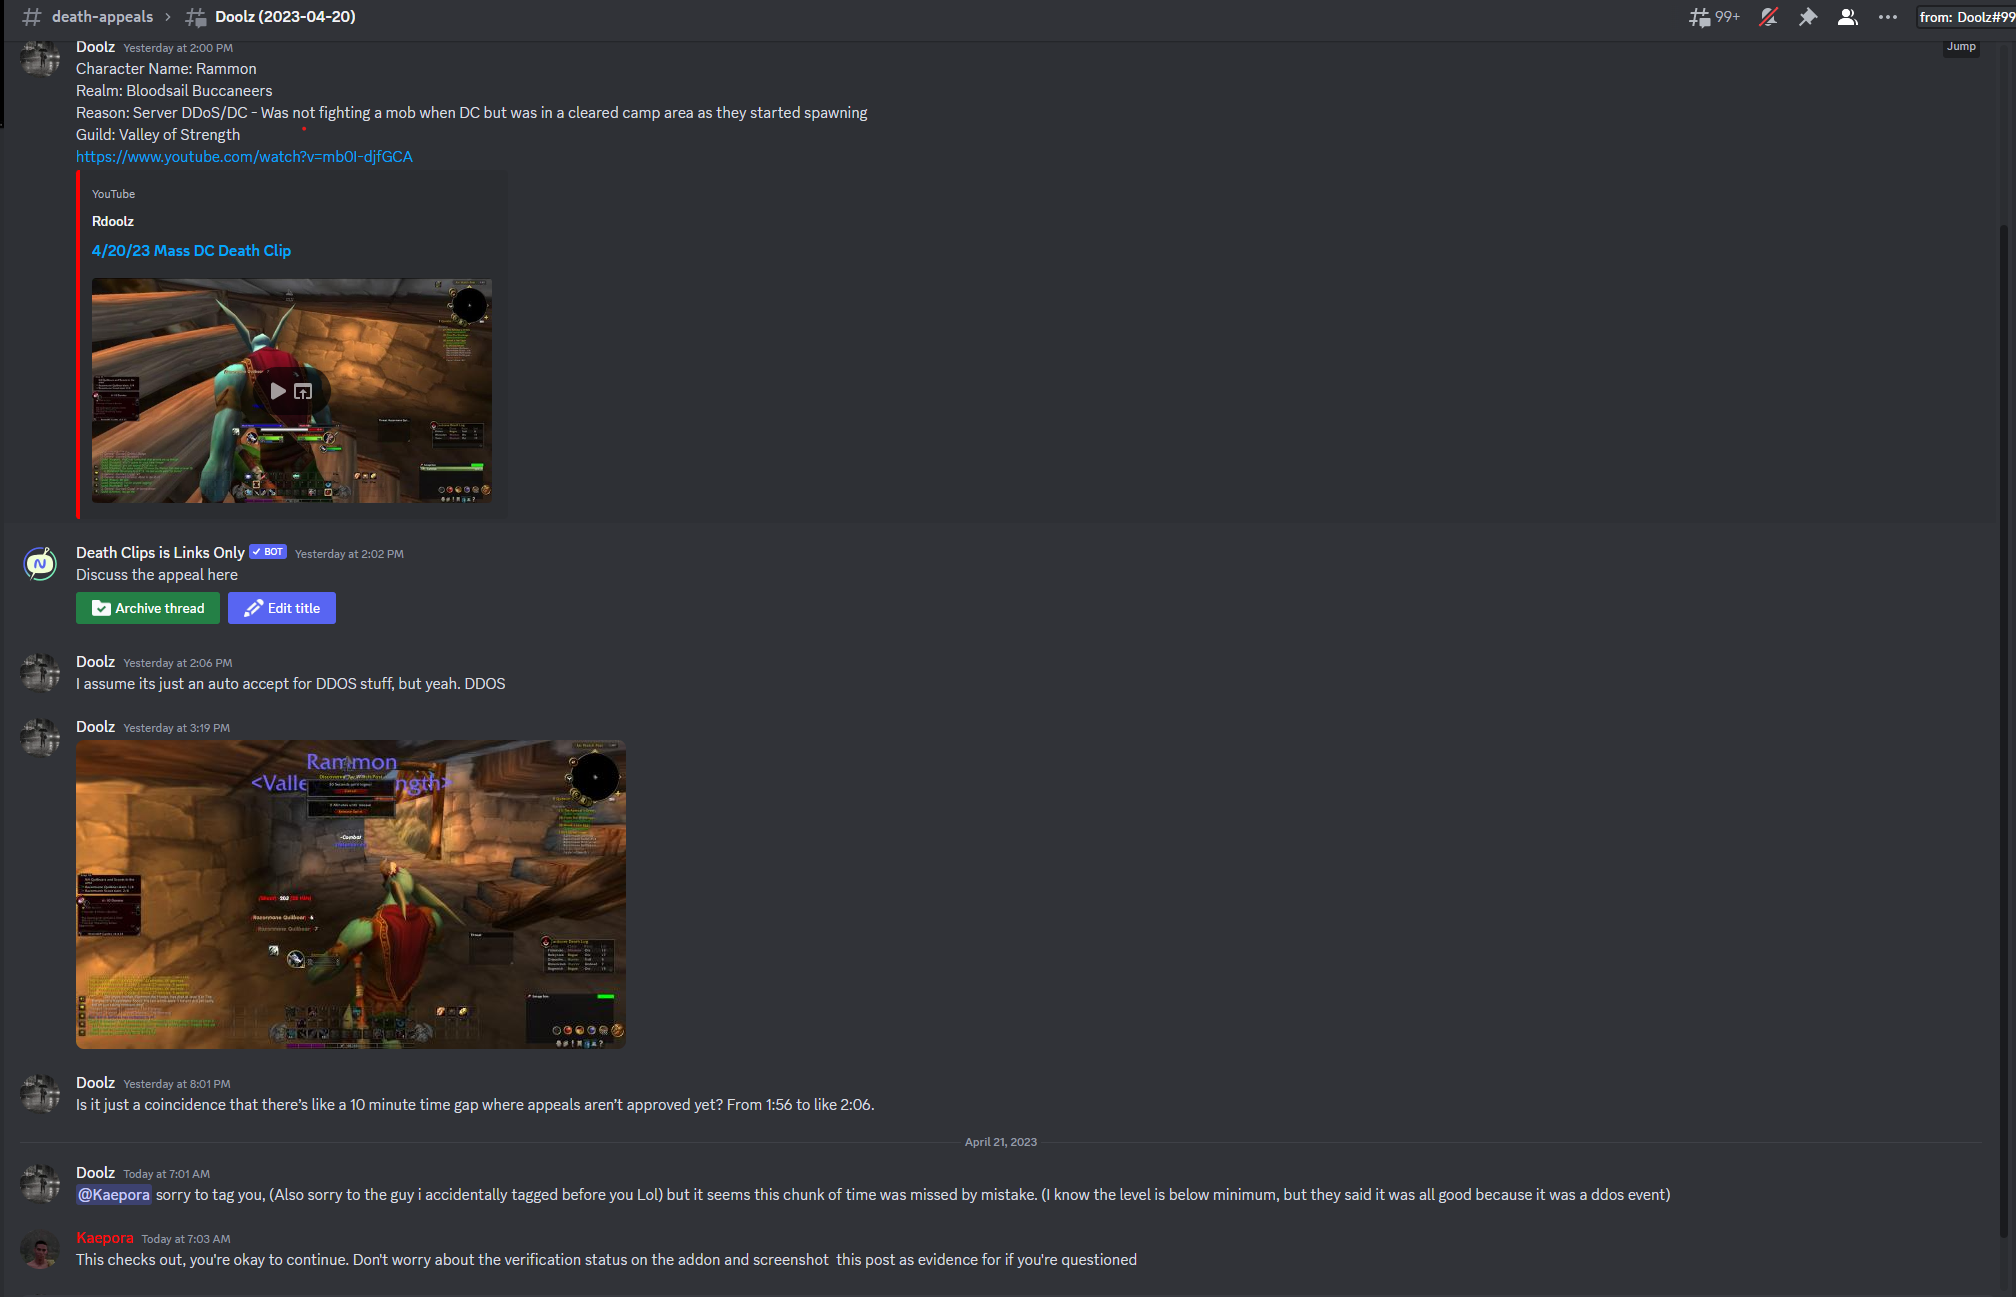 death-appeals
Doolz (2023-04-20)
99+
from: Doolz#99
Jump
Doolz Yesterday at 2:00 PM
Character Name: Rammon
Realm: Bloodsail Buccaneers
Reason: Server DDoS/DC - Was not fighting a mob when DC but was in a cleared camp area as they started spawning
Guild: Valley of Strength
https://www.youtube.com/watch?v=mb0I-djfGCA
YouTube
Rdoolz
4/20/23 Mass DC Death Clip
Death Clips is Links Only BOT Yesterday at 2:02 PM
Discuss the appeal here
Archive thread Edit title
Doolz Yesterday at 2:06 PM
I assume its just an auto accept for DDOS stuff, but yeah. DDOS
Doolz Yesterday at 3:19 PM
Rammon
<Valle ngth>
Doolz Yesterday at 8:01 PM
Is it just a coincidence that there's like a 10 minute time gap where appeals aren't approved yet? From 1:56 to like 2:06.
April 21, 2023
Doolz Today at 7:01 AM
@Kaepora sorry to tag you, (Also sorry to the guy i accidentally tagged before you Lol) but it seems this chunk of time was missed by mistake. (I know the level is below minimum, but they said it was all good because it was a ddos event)
Kaepora Today at 7:03 AM
This checks out, you're okay to continue. Don't worry about the verification status on the addon and screenshot this post as evidence for if you're questioned